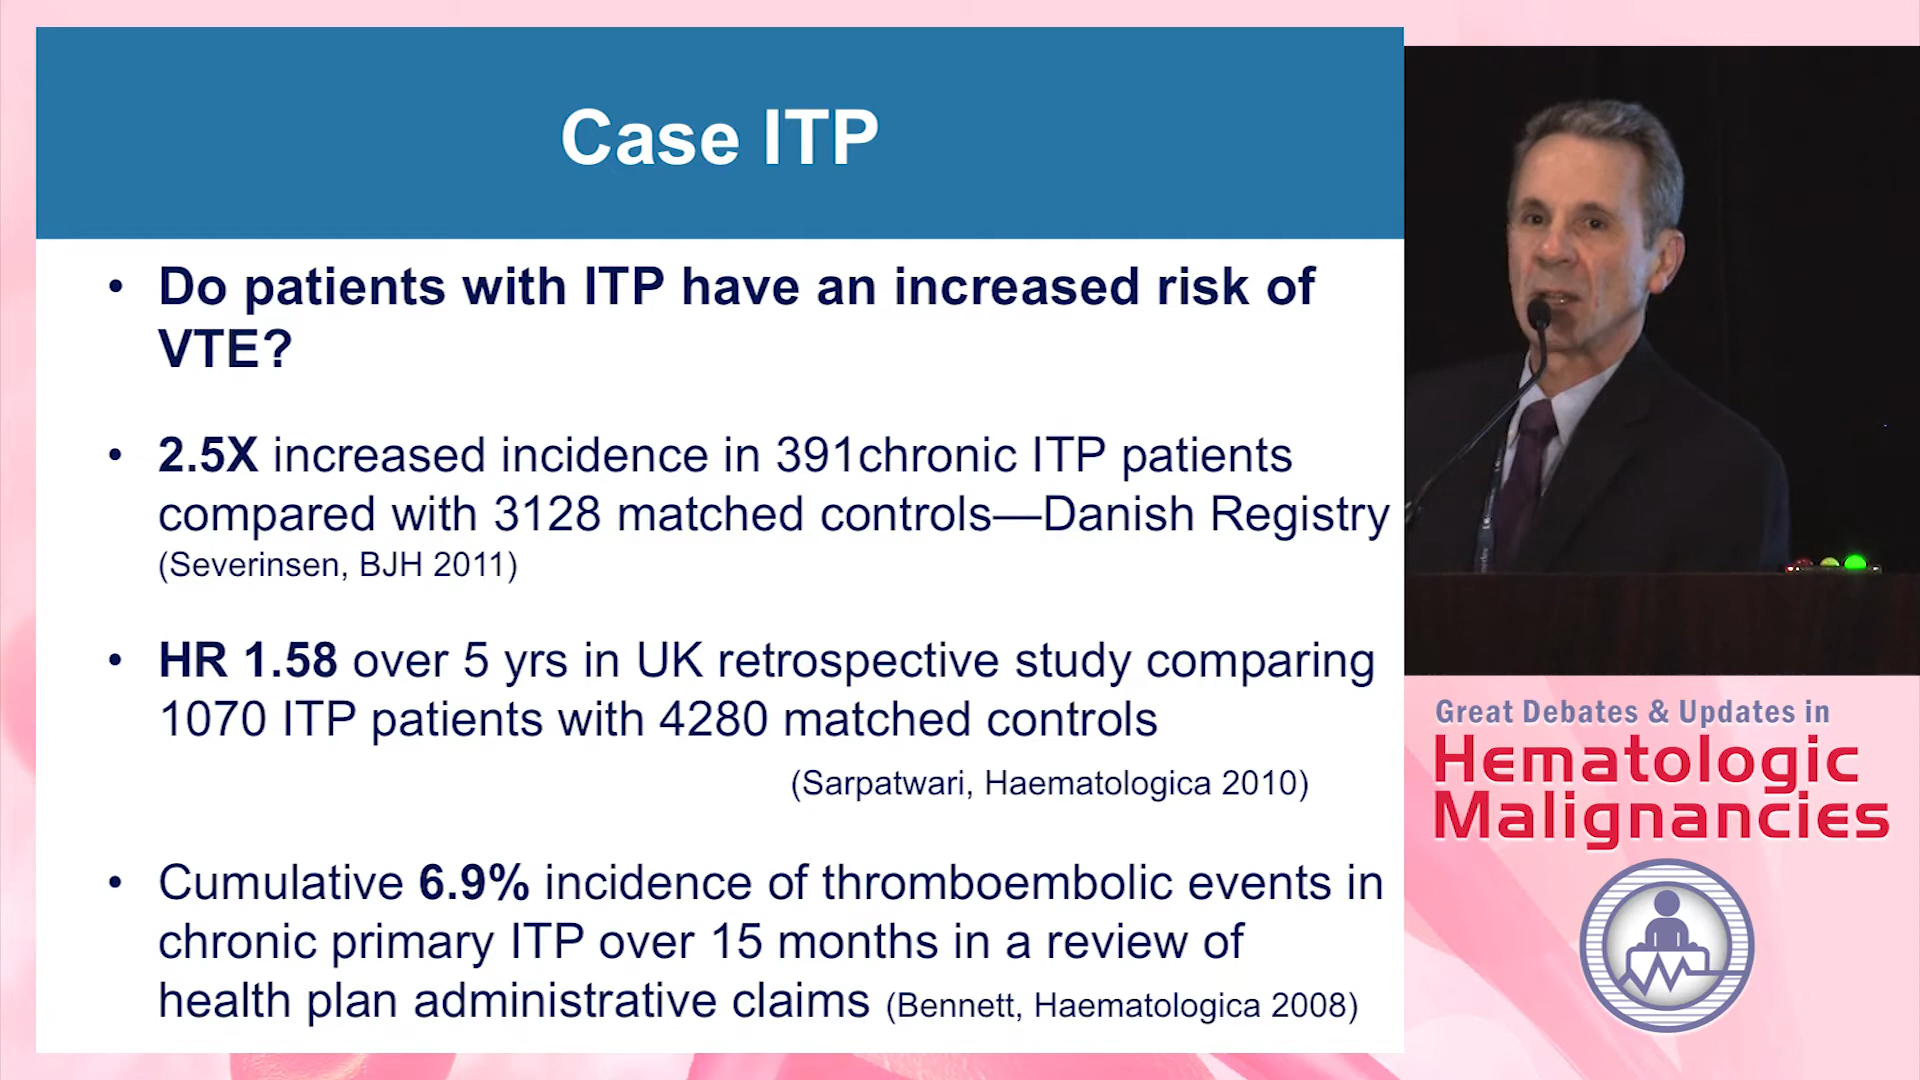 Case ITP
• Do patients with ITP have an increased risk of
VTE?
• 2.5X increased incidence in 391chronic ITP patients
compared with 3128 matched controls—Danish Registry
(Severinsen, BJH 2011)
• HR 1.58 over 5 yrs in UK retrospective study comparing
1070 ITP patients with 4280 matched controls
(Sarpatwari, Haematologica 2010)
• Cumulative 6.9% incidence of thromboembolic events in
chronic primary ITP over 15 months in a review of
health plan administrative claims (Bennett, Haematologica 2008)
Great Debates & Updates in
Hematologic
Malignancies